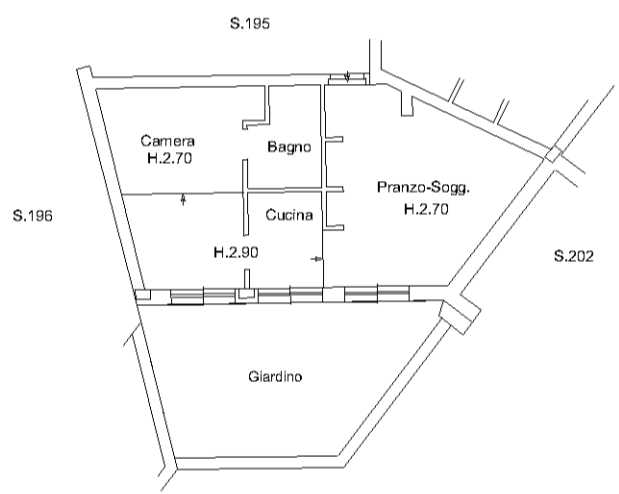 S.195
Camera
H.2.70
Bagno
Pranzo-Sogg.
H.2.70
Cucina
S.196
H.2.90
S.202
Giardino